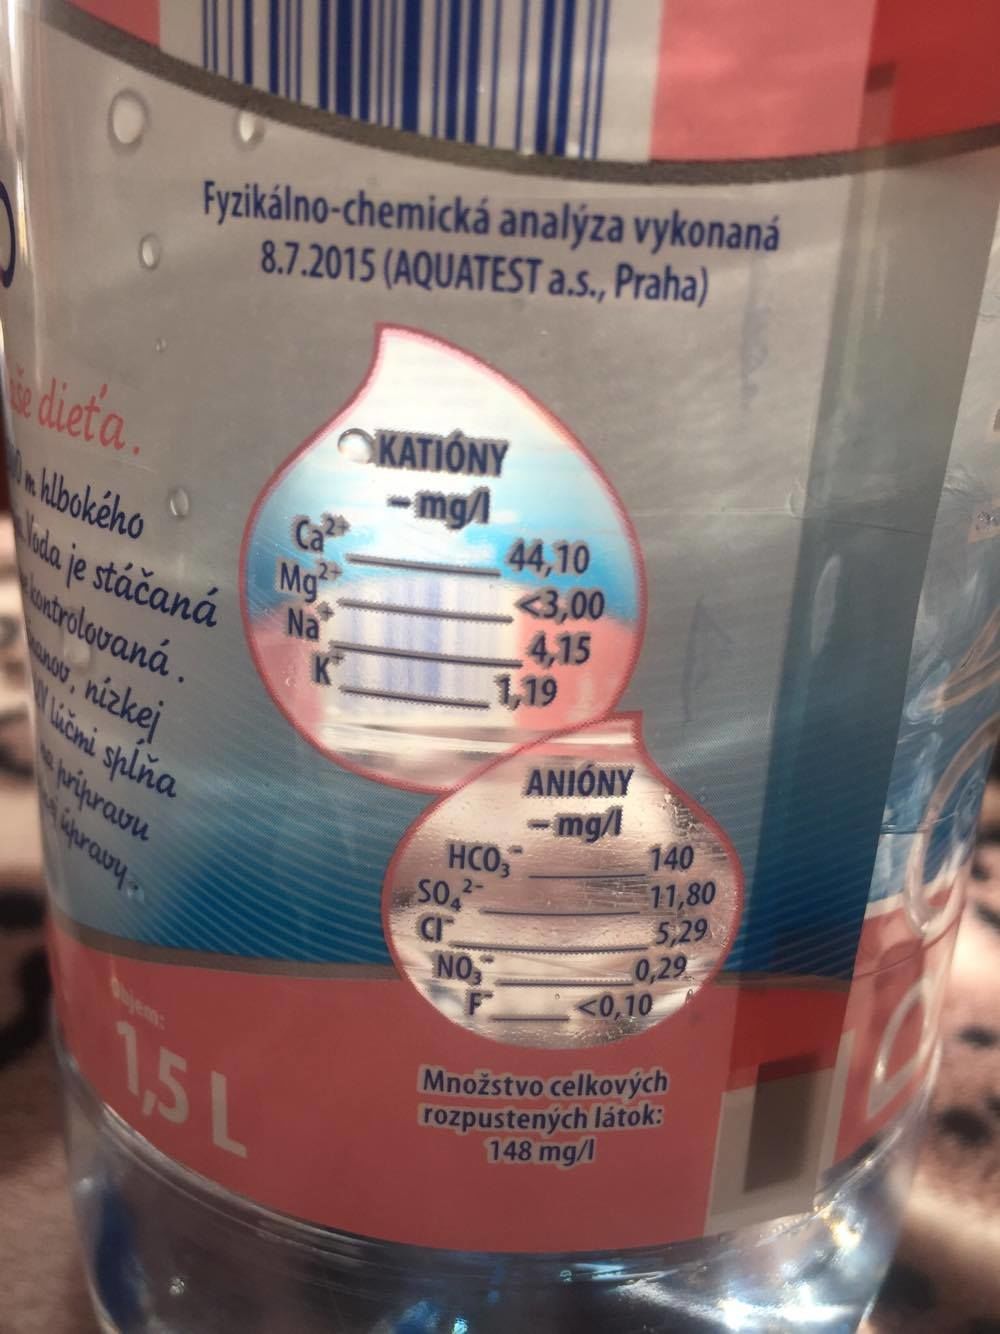 Fyzikálno-chemická analýza vykonaná
8.7.2015 (AQUATEST a.s., Praha)
dieťa.
m hlbokého
Voda je stáčaná
kontrolovaná.
nízkej
lúčmi spĺňa
na prípravu
úpravy.
KATIÓNY
– mg/l
Ca²⁺ 44,10
Mg²⁺ <3,00
Na⁺ 4,15
K⁺ 1,19
ANIÓNY
– mg/l
HCO₃⁻ 140
SO₄²⁻ 11,80
Cl⁻ 5,29
NO₃⁻ 0,29
F⁻ <0,10
Objem:
1,5 L
Množstvo celkových
rozpustených látok:
148 mg/l